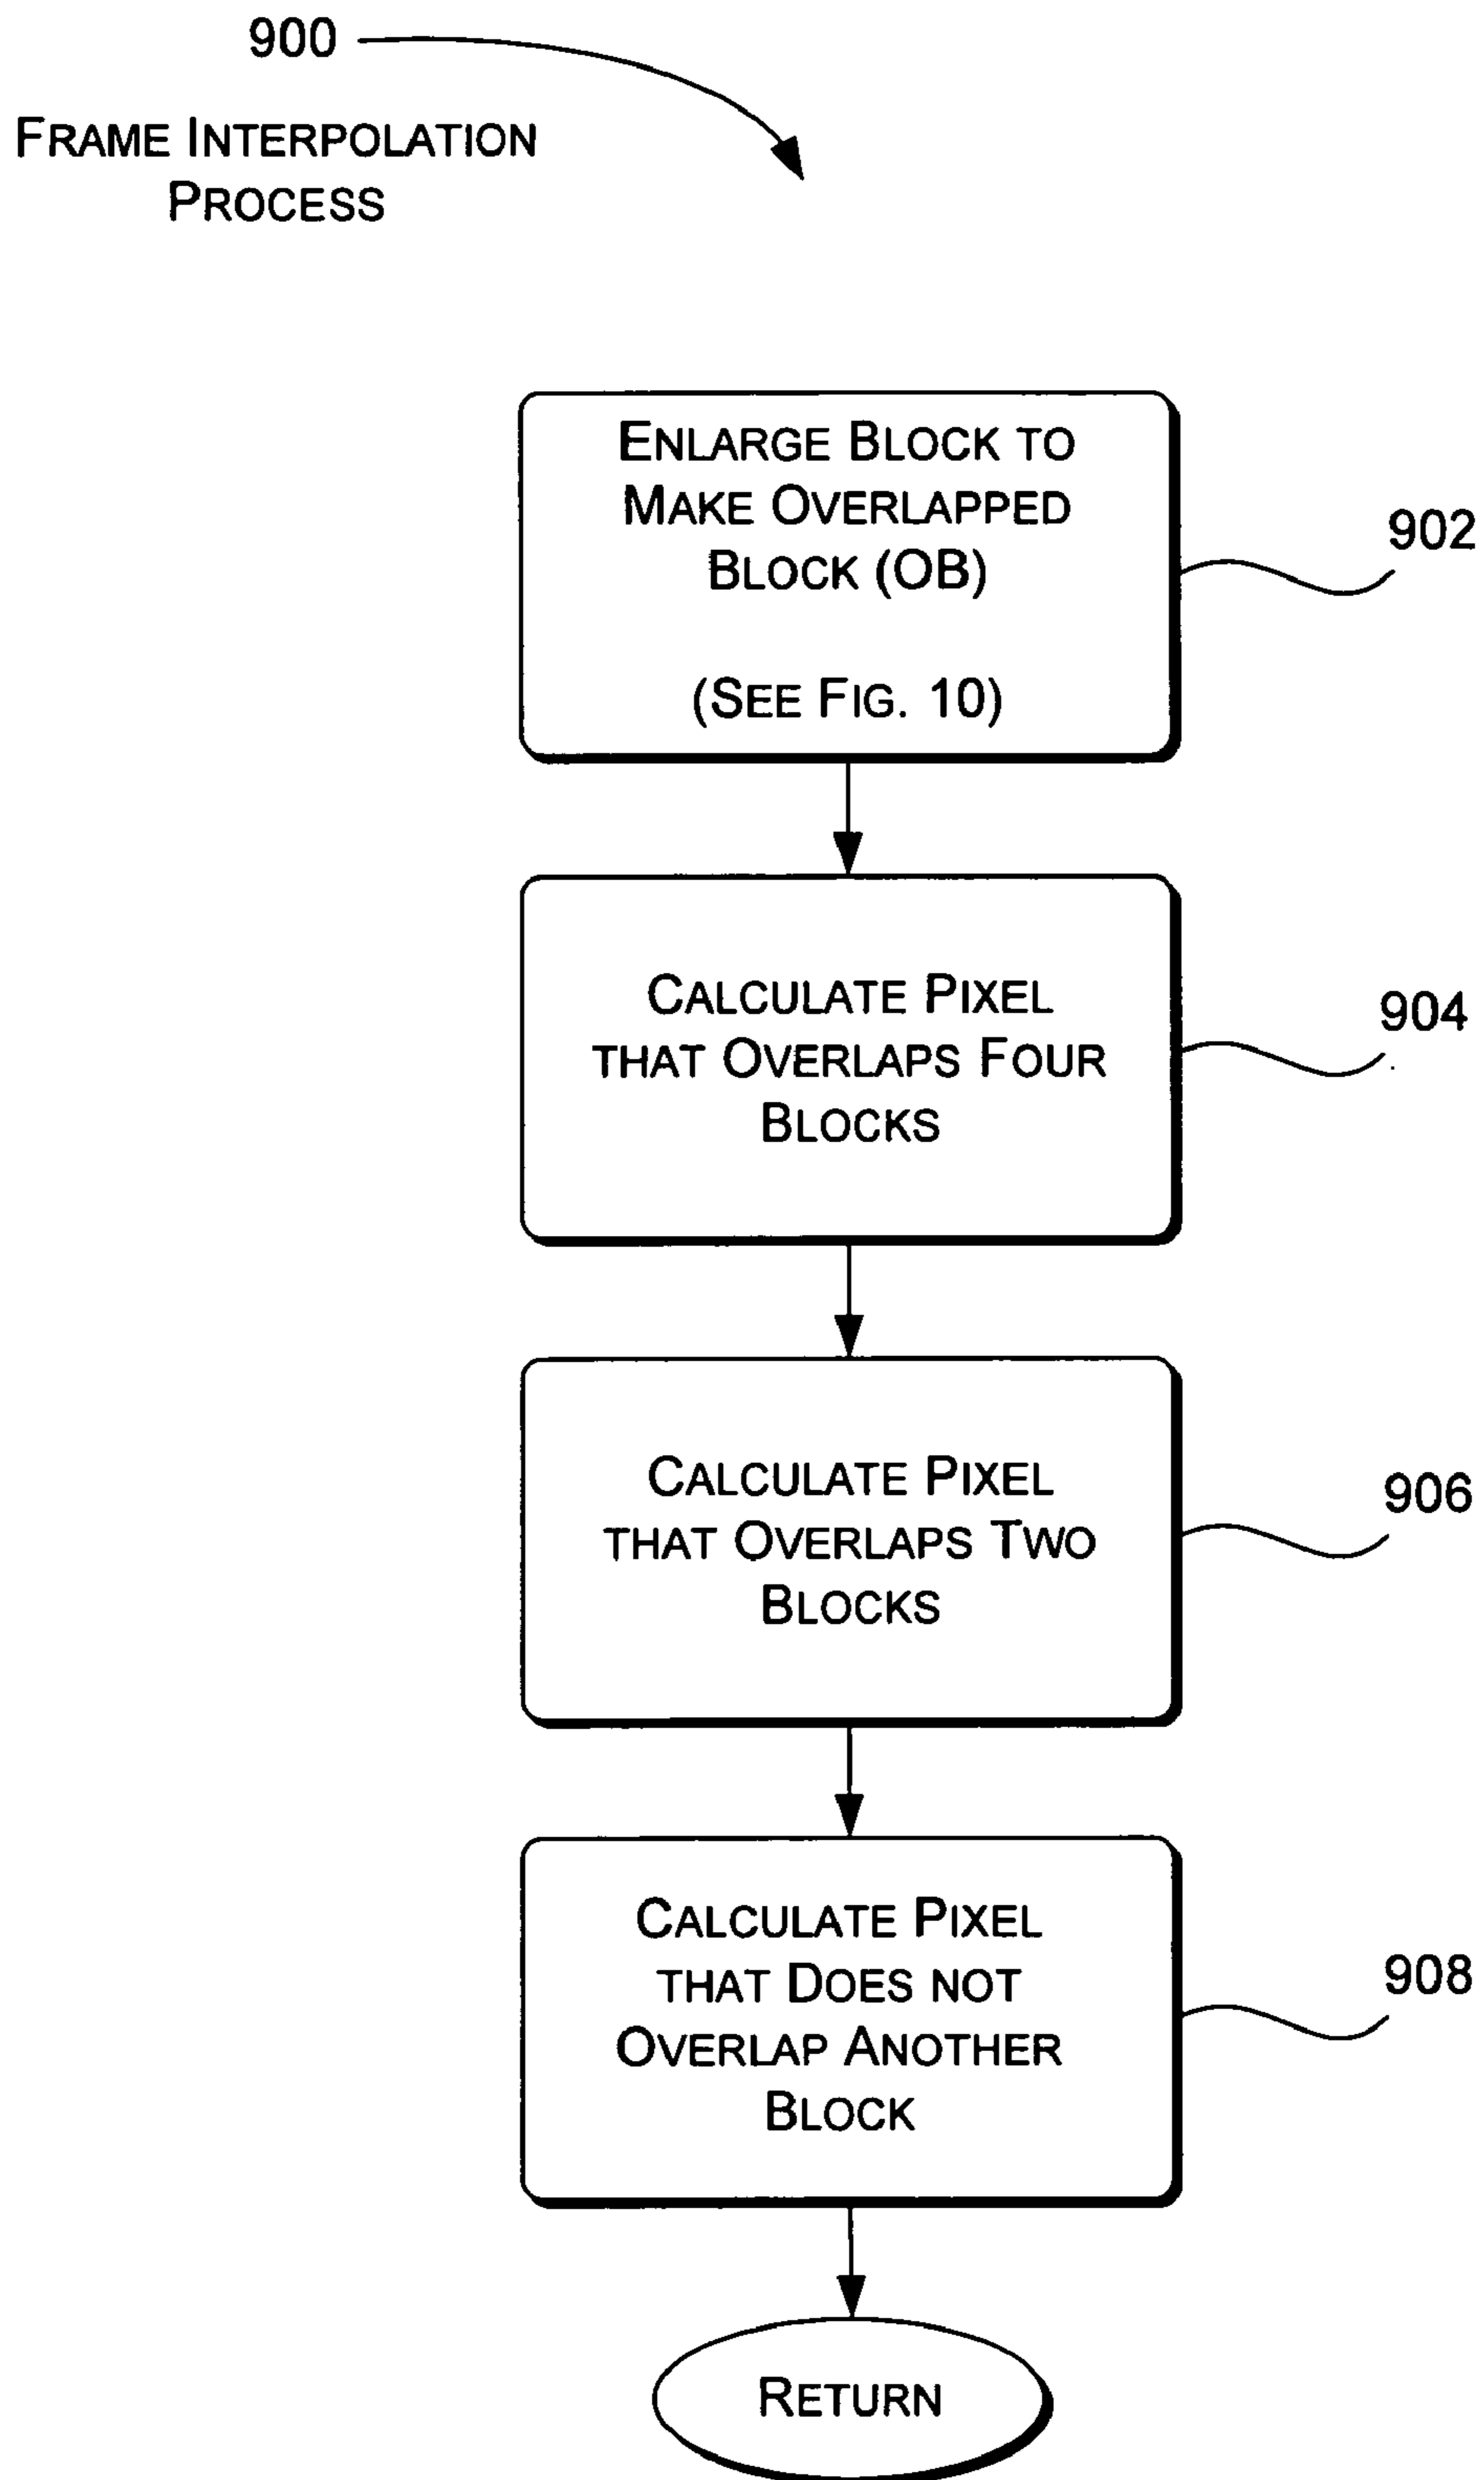 900
FRAME INTERPOLATION
PROCESS
ENLARGE BLOCK TO
MAKE OVERLAPPED
BLOCK (OB)
(SEE FIG. 10)
902
CALCULATE PIXEL
THAT OVERLAPS FOUR
BLOCKS
904
CALCULATE PIXEL
THAT OVERLAPS TWO
BLOCKS
906
CALCULATE PIXEL
THAT DOES NOT
OVERLAP ANOTHER
BLOCK
908
RETURN